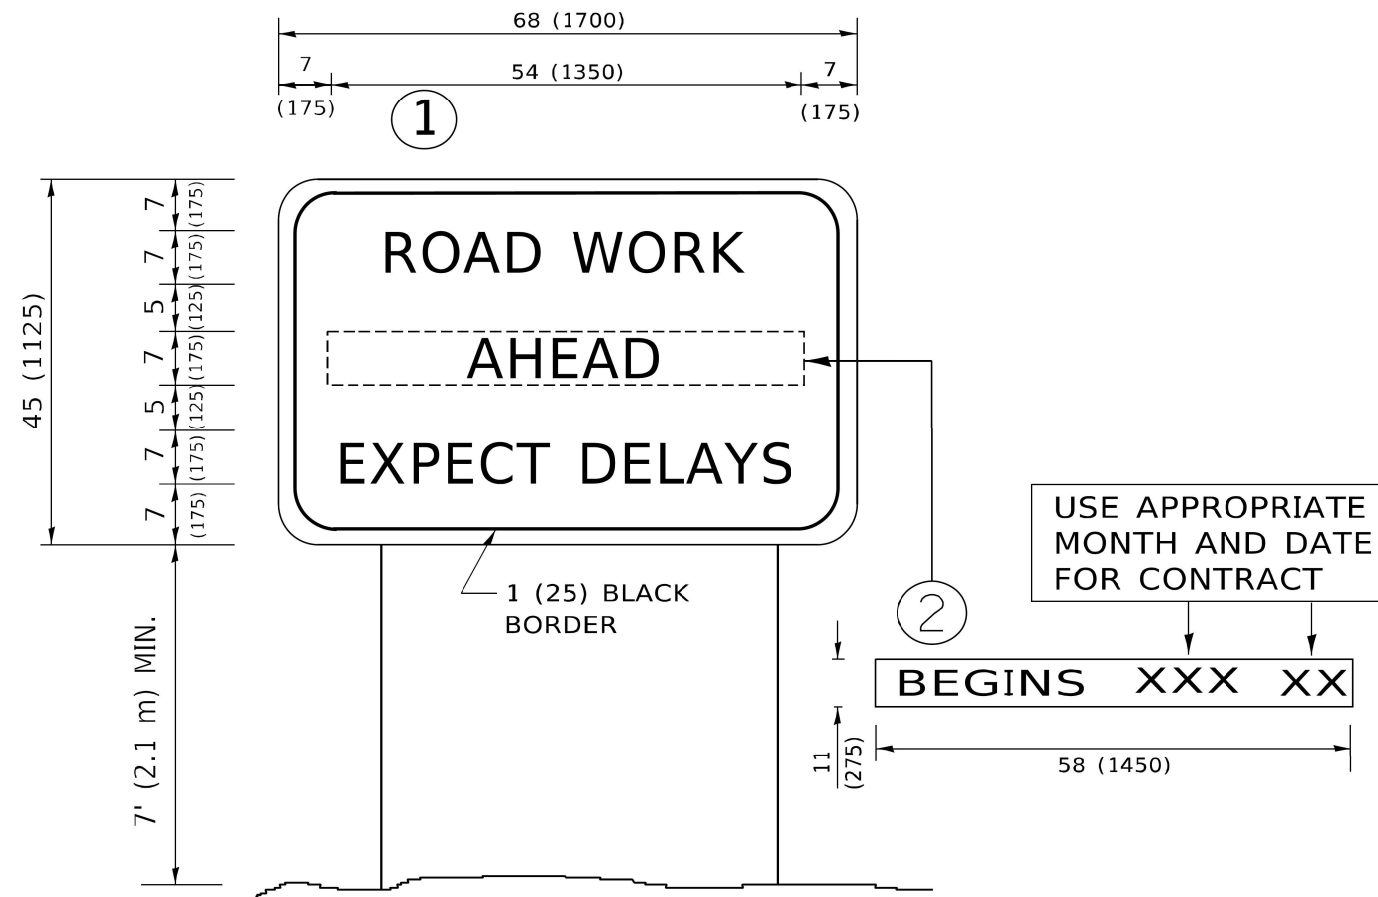 68 (1700)
7
54 (1350)
7
(175)
(175)
1
45 (1125)
7
(175)
7
(175)
5
(125)
7
(175)
5
(125)
7
(175)
7
(175)
ROAD WORK
AHEAD
EXPECT DELAYS
1 (25) BLACK
BORDER
7' (2.1 m) MIN.
2
USE APPROPRIATE
MONTH AND DATE
FOR CONTRACT
BEGINS XXX XX
11
(275)
58 (1450)